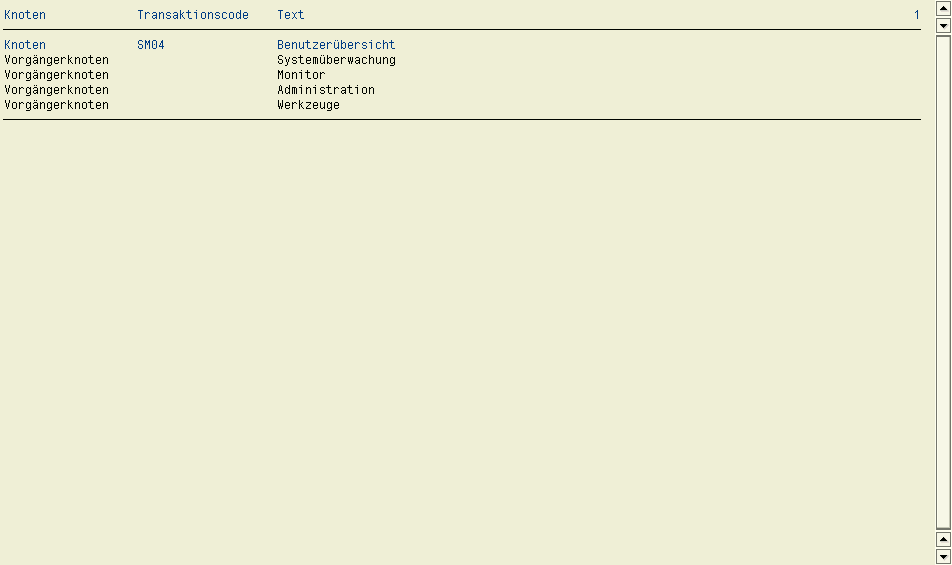 Knoten Transaktionscode Text 1
Knoten SM04 Benutzerübersicht
Vorgängerknoten Systemüberwachung
Vorgängerknoten Monitor
Vorgängerknoten Administration
Vorgängerknoten Werkzeuge